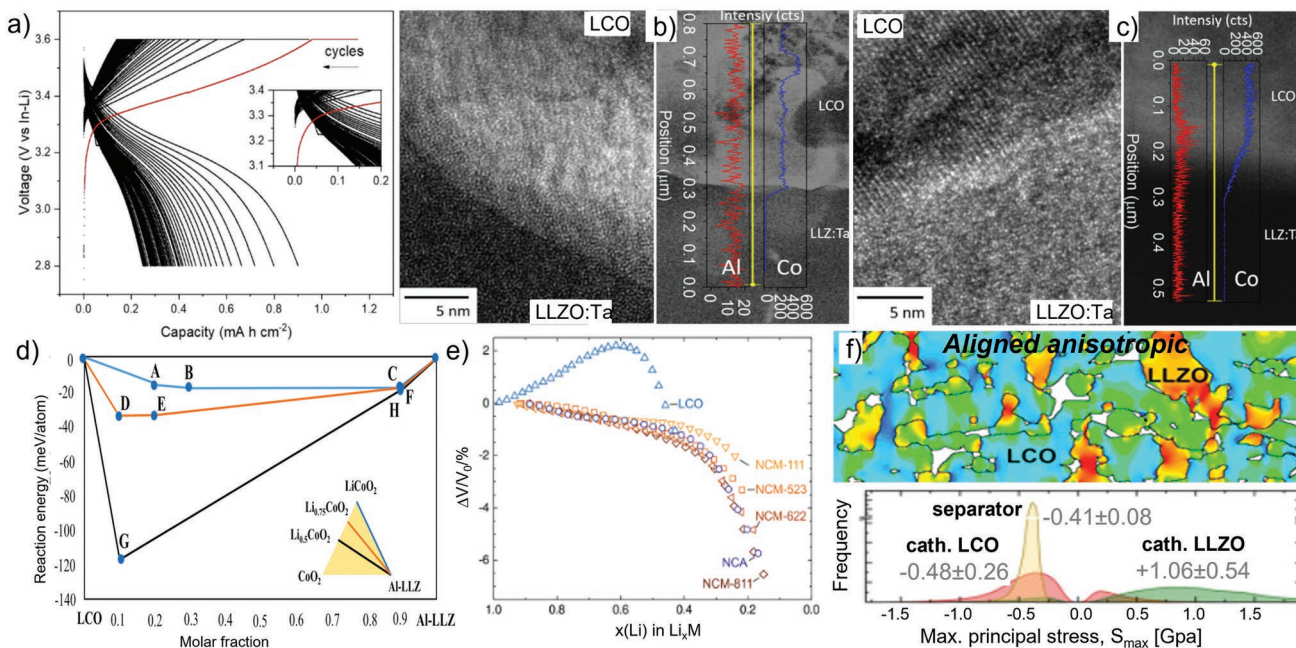 a)
3.6
3.4
3.2
3.0
2.8
Voltage (V vs In-Li)
cycles
3.4
3.3
3.2
3.1
0.0
0.1
0.2
0.0
0.2
0.4
0.6
0.8
1.0
Capacity (mA h cm-2)
LCO
LLZO:Ta
5 nm
b)
Intensity (cts)
0.8
0.7
0.6
0.5
0.4
0.3
0.2
0.1
0.0
Position (μm)
LCO
LLZ:Ta
Al
Co
0 10 20
0 200 400 600
LCO
LLZO:Ta
5 nm
c)
Intensiy (cts)
0 20 40 60
0 200 400 600
0.0
0.1
0.2
0.3
0.4
0.5
Position (μm)
LCO
LLZ:Ta
Al
Co
d)
0
-20
-40
-60
-80
-100
-120
-140
Reaction energy (meV/atom)
A
B
C
D
E
F
H
G
LiCoO2
Li0.75CoO2
Li0.5CoO2
CoO2
Al-LLZ
LCO 0.1 0.2 0.3 0.4 0.5 0.6 0.7 0.8 0.9 Al-LLZ
Molar fraction
e)
2
0
-2
-4
-6
ΔV/V0/%
LCO
NCM-111
NCM-523
NCM-622
NCA
NCM-811
1.0 0.8 0.6 0.4 0.2 0.0
x(Li) in LixM
f)
Aligned anisotropic
LLZO
LCO
Frequency
separator
-0.41±0.08
cath. LCO
-0.48±0.26
cath. LLZO
+1.06±0.54
-1.5 -1.0 -0.5 0.0 0.5 1.0 1.5
Max. principal stress, Smax [Gpa]